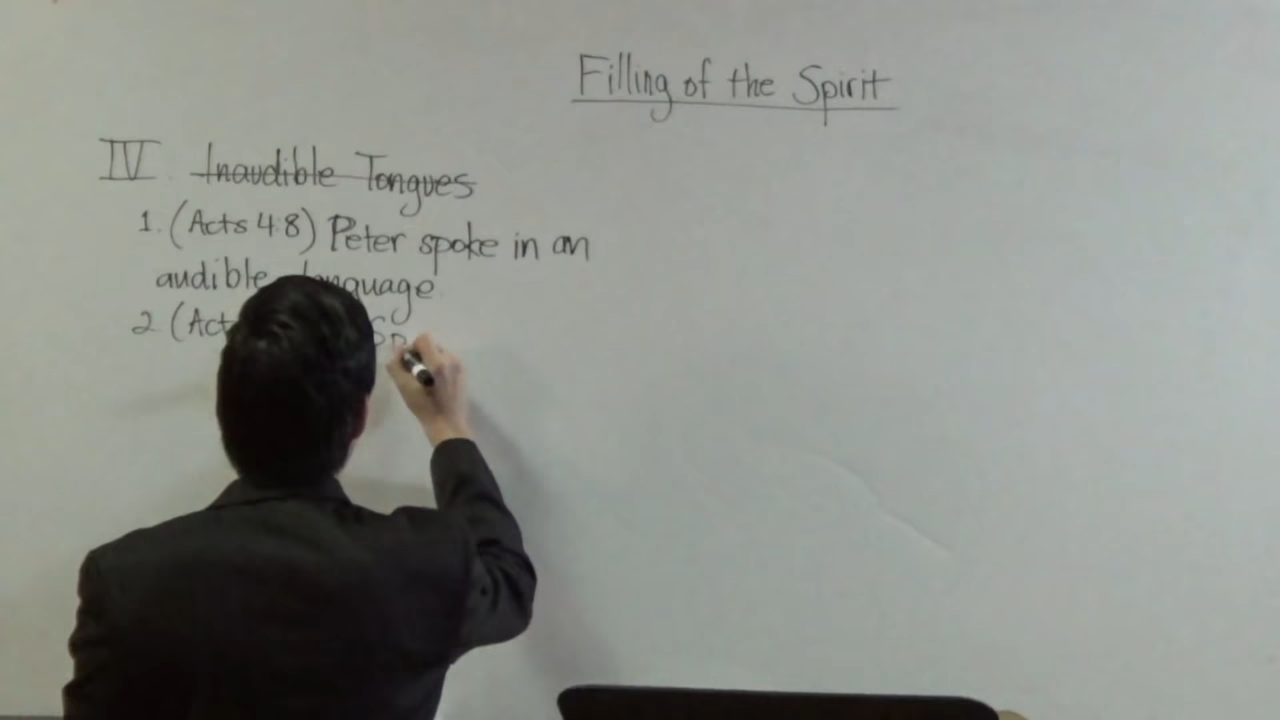 Filling of the Spirit
IV. Inaudible Tongues
1. (Acts 4:8) Peter spoke in an
audible language
2 (Act